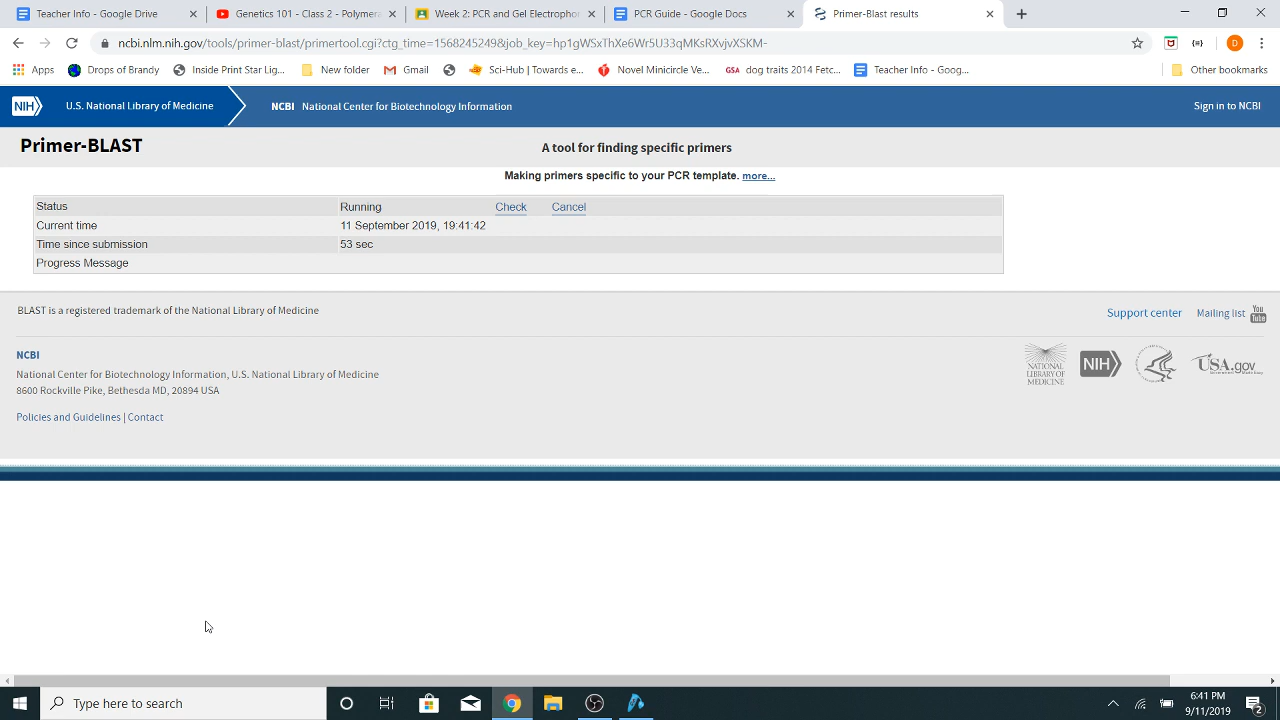 Teacher Info - Google Drive
Genetics 101 - Class 2 - Polymera
Week 2: PCR and Gel Electrophor
PCR Guide - Google Docs
Primer-Blast results
ncbi.nlm.nih.gov/tools/primer-blast/primertool.cgi?ctg_time=1568252498&job_key=hp1gWSxThXe6Wr5U33qMKsRXvjvXSKM-
D
Apps
Drops of Brandy
Inside Print Star Lig...
New folder
Gmail
Sci-Hub | Towards e...
Novel Minicircle Ve...
GSA dog traits 2014 Fetc...
Teacher Info - Goog...
Other bookmarks
NIH U.S. National Library of Medicine
NCBI National Center for Biotechnology Information
Sign in to NCBI
Primer-BLAST
A tool for finding specific primers
Making primers specific to your PCR template. more...
Status Running Check Cancel
Current time 11 September 2019, 19:41:42
Time since submission 53 sec
Progress Message
BLAST is a registered trademark of the National Library of Medicine
Support center Mailing list You Tube
NCBI
National Center for Biotechnology Information, U.S. National Library of Medicine
8600 Rockville Pike, Bethesda MD, 20894 USA
Policies and Guidelines | Contact
NATIONAL
LIBRARY OF
MEDICINE
NIH
USA.gov
Type here to search
6:41 PM
9/11/2019
2